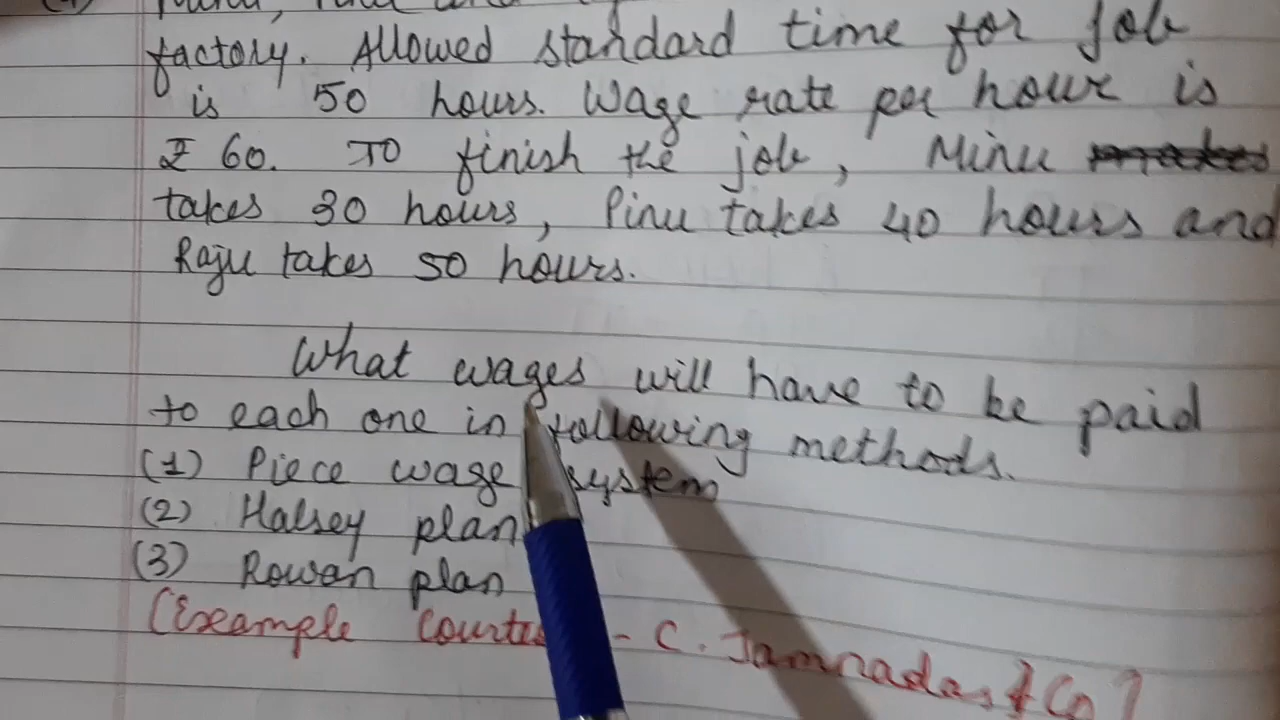 factory. Allowed standard time for job
is 50 hours. Wage rate per hour is
₹ 60. To finish the job, Minu
takes 30 hours, Pinu takes 40 hours and
Raju takes 50 hours.
What wages will have to be paid
to each one in following methods.
(1) Piece wage system
(2) Halsey plan
(3) Rowan plan
(Example - C. Jamnadas & Co)